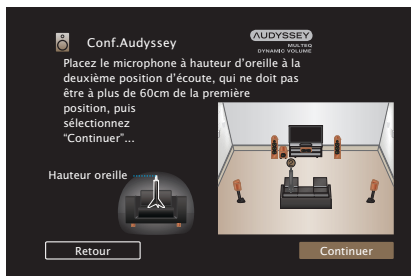 Conf.Audyssey
AUDYSSEY
MULTEQ
DYNAMIC VOLUME
Placez le microphone à hauteur d'oreille à la
deuxième position d'écoute, qui ne doit pas
être à plus de 60cm de la première
position, puis
sélectionnez
“Continuer”...
Hauteur oreille
Retour
Continuer